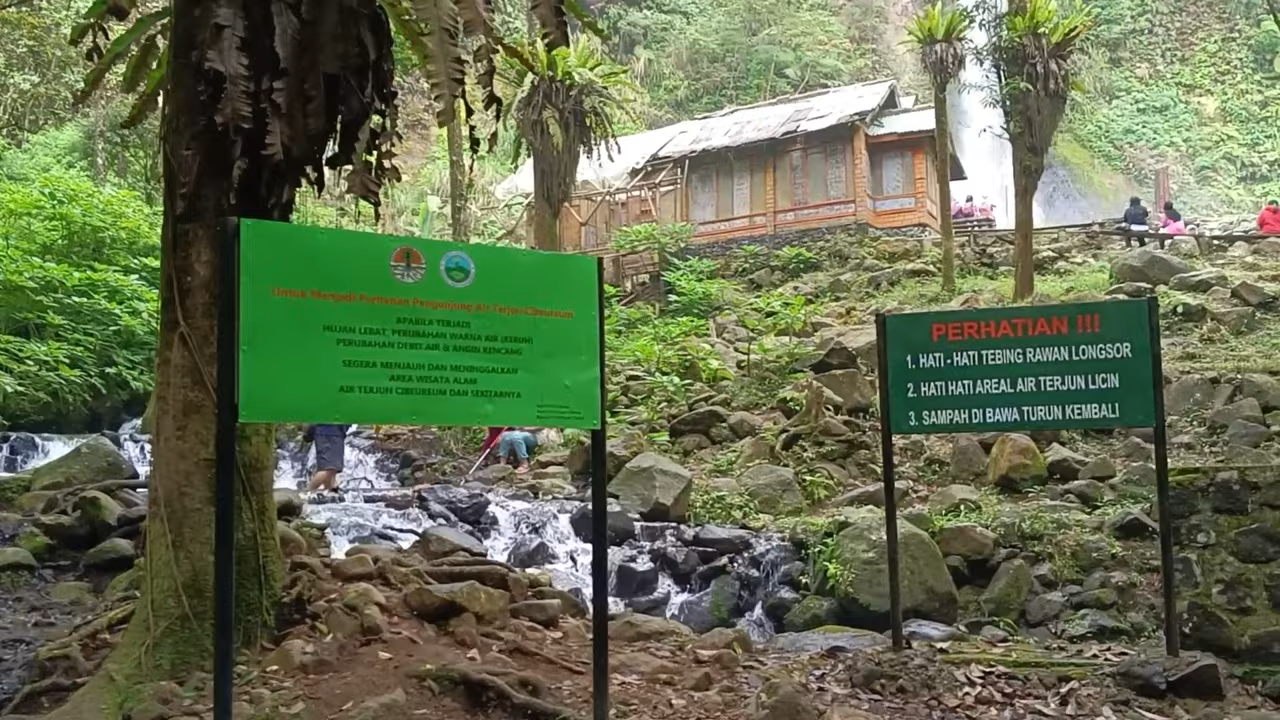 Untuk Menjadi Perhatian Pengunjung Air Terjun Cibeureum
APABILA TERJADI
HUJAN LEBAT, PERUBAHAN WARNA AIR (KERUH)
PERUBAHAN DEBIT AIR & ANGIN KENCANG
SEGERA MENJAUH DAN MENINGGALKAN
AREA WISATA ALAM
AIR TERJUN CIBEUREUM DAN SEKITARNYA
PERHATIAN !!!
1. HATI - HATI TEBING RAWAN LONGSOR
2. HATI HATI AREAL AIR TERJUN LICIN
3. SAMPAH DI BAWA TURUN KEMBALI